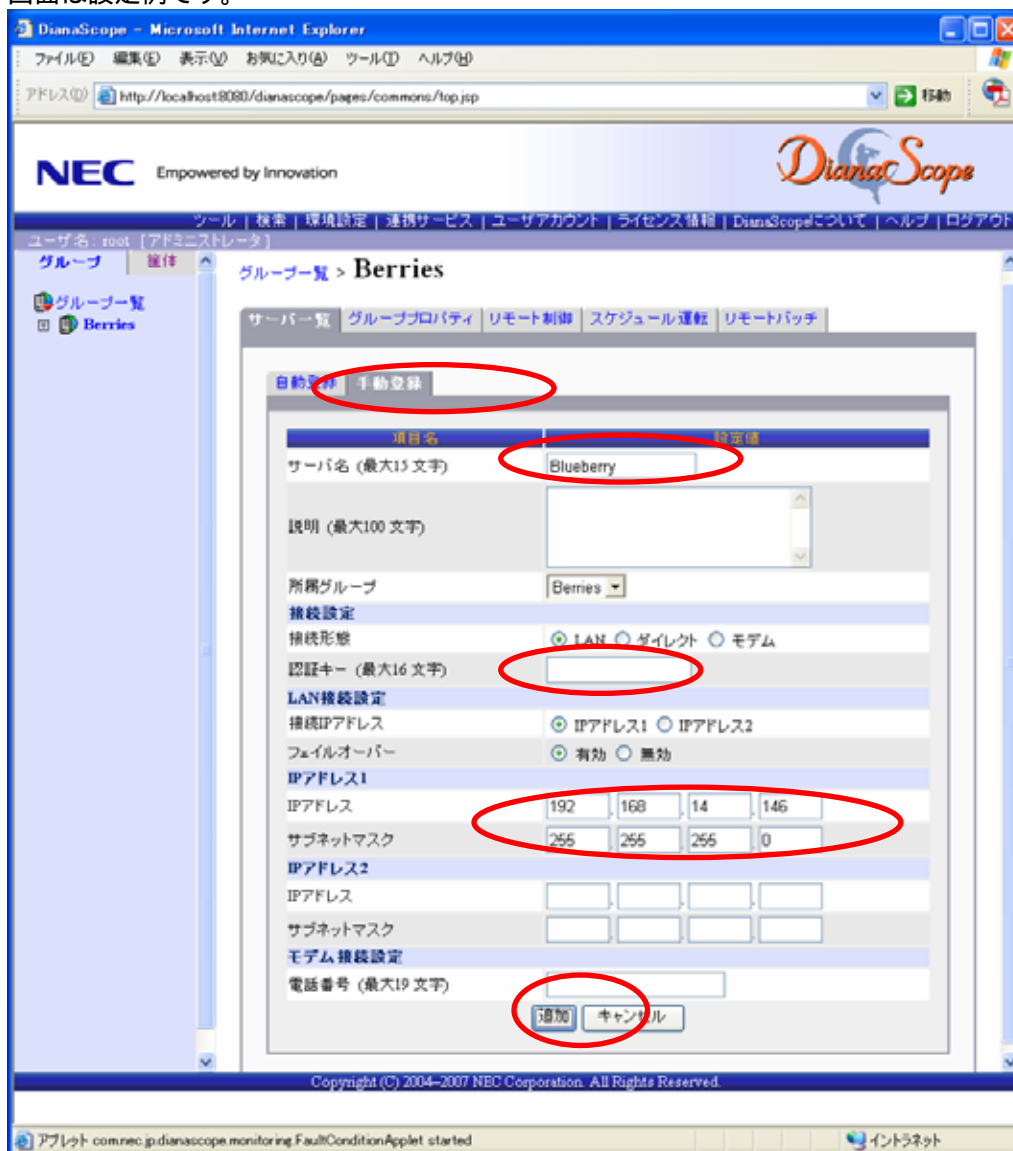 画面は設定例です。
DianaScope - Microsoft Internet Explorer
ファイル(F) 編集(E) 表示(V) お気に入り(A) ツール(T) ヘルプ(H)
アドレス(D) http://localhost:8080/dianascope/pages/commons/top.jsp 移動
NEC Empowered by Innovation DianaScope
ツール | 検索 | 環境設定 | 連携サービス | ユーザアカウント | ライセンス情報 | DianaScopeについて | ヘルプ | ログアウト
ユーザ名: root [アドミニストレータ]
グループ 筐体
グループ一覧
Berries
グループ一覧 > Berries
サーバ一覧 グループプロパティ リモート制御 スケジュール運転 リモートバッチ
自動登録 手動登録
項目名 設定値
サーバ名 (最大15 文字) Blueberry
説明 (最大100 文字)
所属グループ Berries
接続設定
接続形態 LAN ダイレクト モデム
認証キー (最大16 文字)
LAN接続設定
接続IPアドレス IPアドレス1 IPアドレス2
フェイルオーバー 有効 無効
IPアドレス1
IPアドレス 192 . 168 . 14 . 146
サブネットマスク 255 . 255 . 255 . 0
IPアドレス2
IPアドレス . . .
サブネットマスク . . .
モデム接続設定
電話番号 (最大19 文字)
追加 キャンセル
Copyright (C) 2004-2007 NEC Corporation. All Rights Reserved.
アプレット com.nec.jp.dianascope.monitoring.FaultConditionApplet started イントラネット